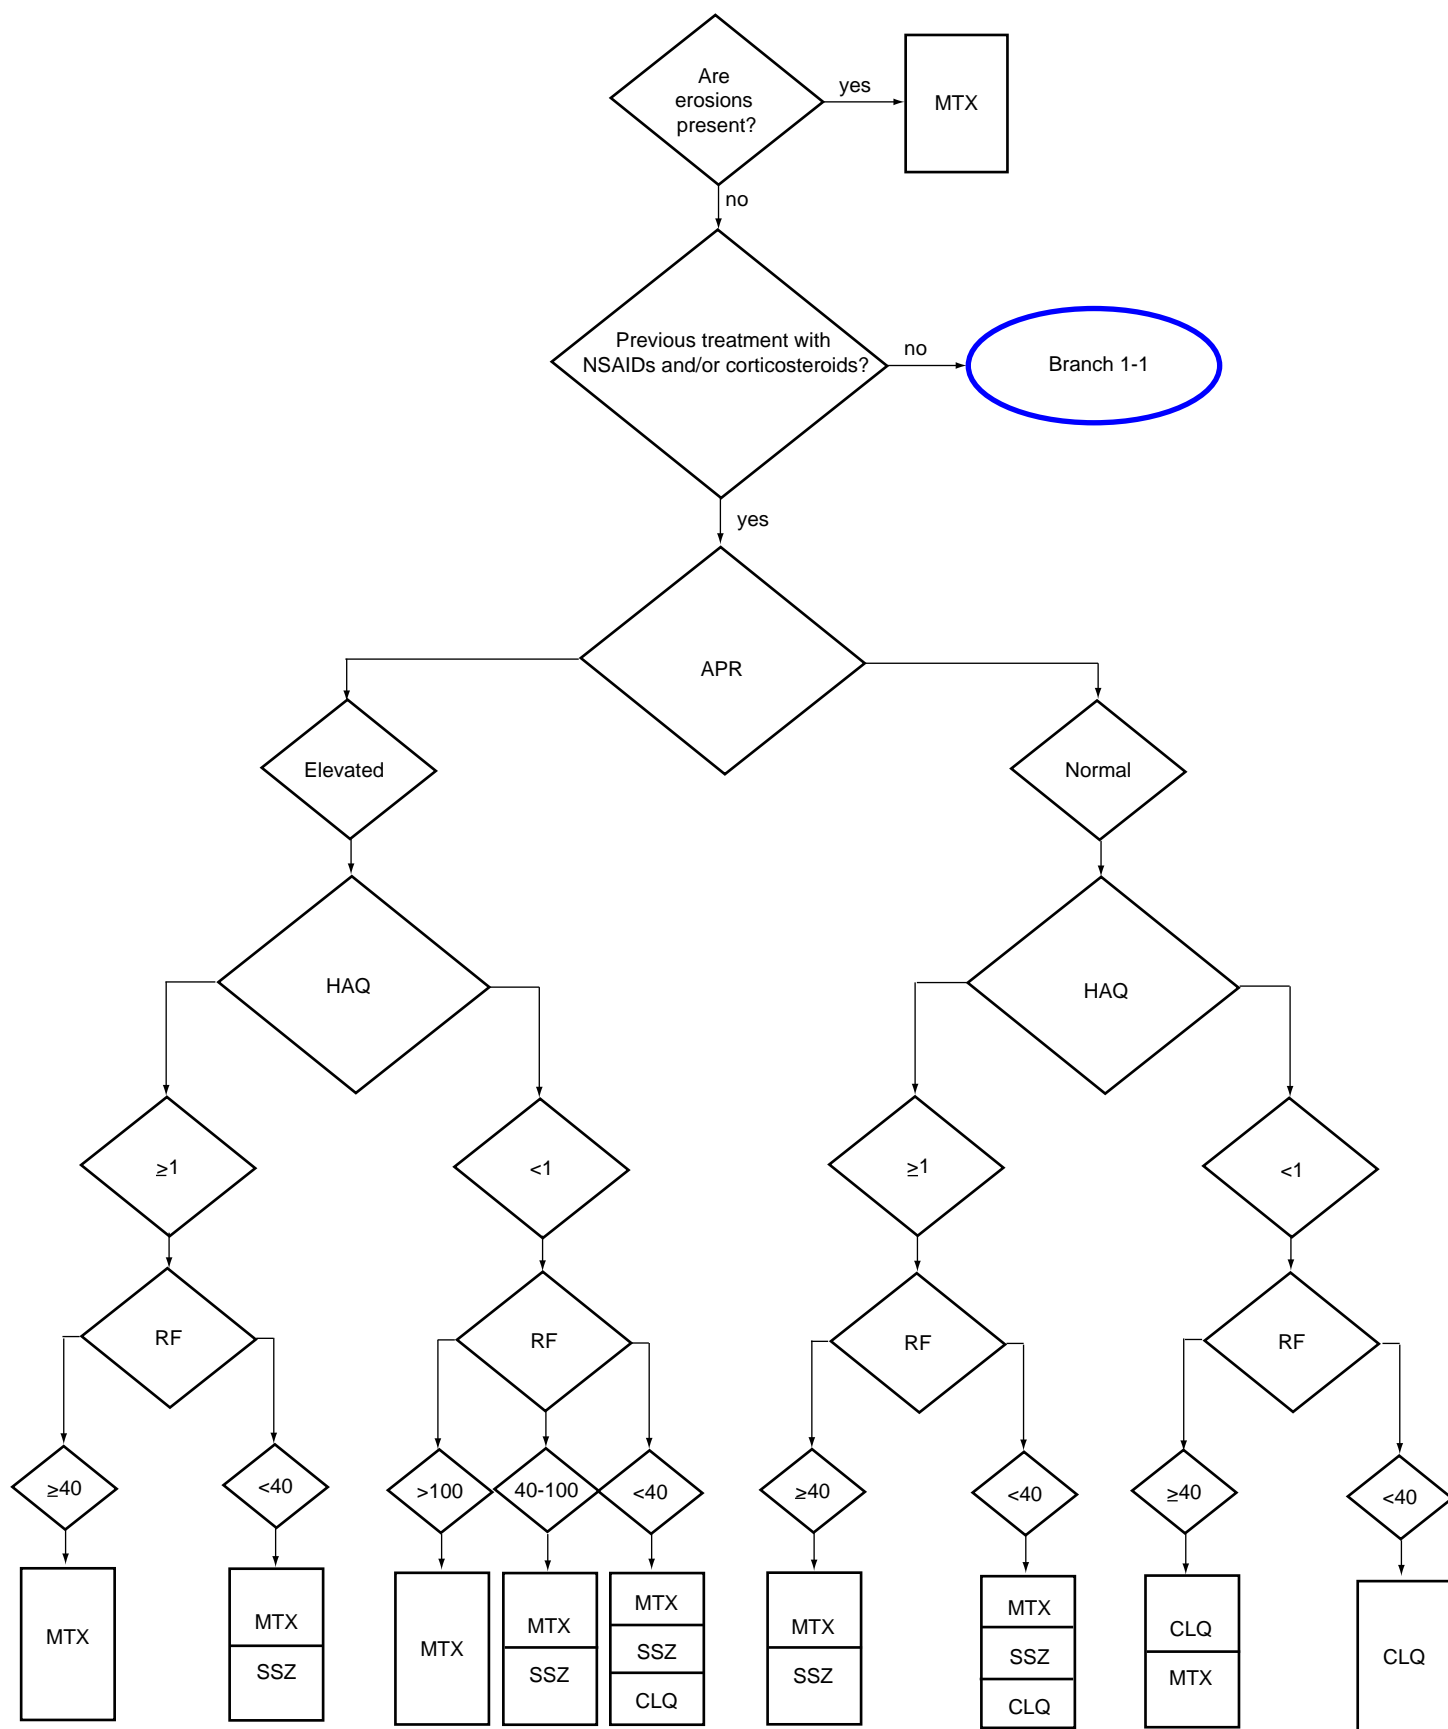 Are
erosions
present?
yes
MTX
no
Previous treatment with
NSAIDs and/or corticosteroids?
no
Branch 1-1
yes
APR
Elevated
Normal
HAQ
HAQ
≥1
<1
≥1
<1
RF
RF
RF
RF
≥40
<40
>100
40-100
<40
≥40
<40
≥40
<40
MTX
MTX
SSZ
MTX
MTX
SSZ
MTX
SSZ
CLQ
MTX
SSZ
MTX
SSZ
CLQ
CLQ
MTX
CLQ